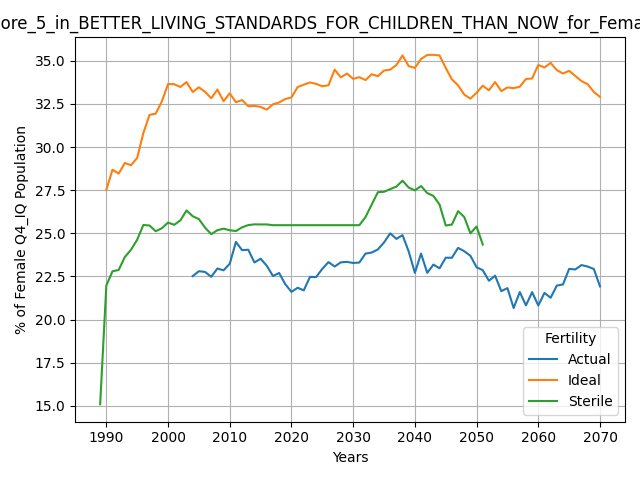 ore_5_in_BETTER_LIVING_STANDARDS_FOR_CHILDREN_THAN_NOW_for_Fema
% of Female Q4_IQ Population
35.0
32.5
30.0
27.5
25.0
22.5
20.0
17.5
15.0
Fertility
Actual
Ideal
Sterile
1990 2000 2010 2020 2030 2040 2050 2060 2070
Years